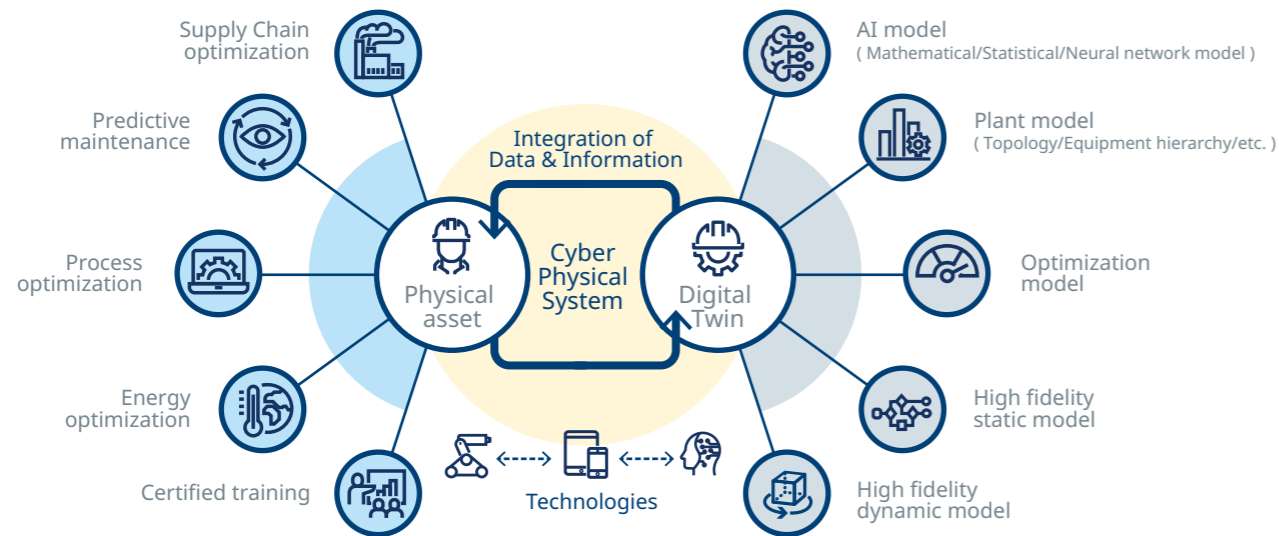 Supply Chain
optimization
Predictive
maintenance
Process
optimization
Energy
optimization
Certified training
Integration of
Data & Information
Physical
asset
Cyber
Physical
System
Digital
Twin
Technologies
AI model
( Mathematical/Statistical/Neural network model )
Plant model
( Topology/Equipment hierarchy/etc. )
Optimization
model
High fidelity
static model
High fidelity
dynamic model